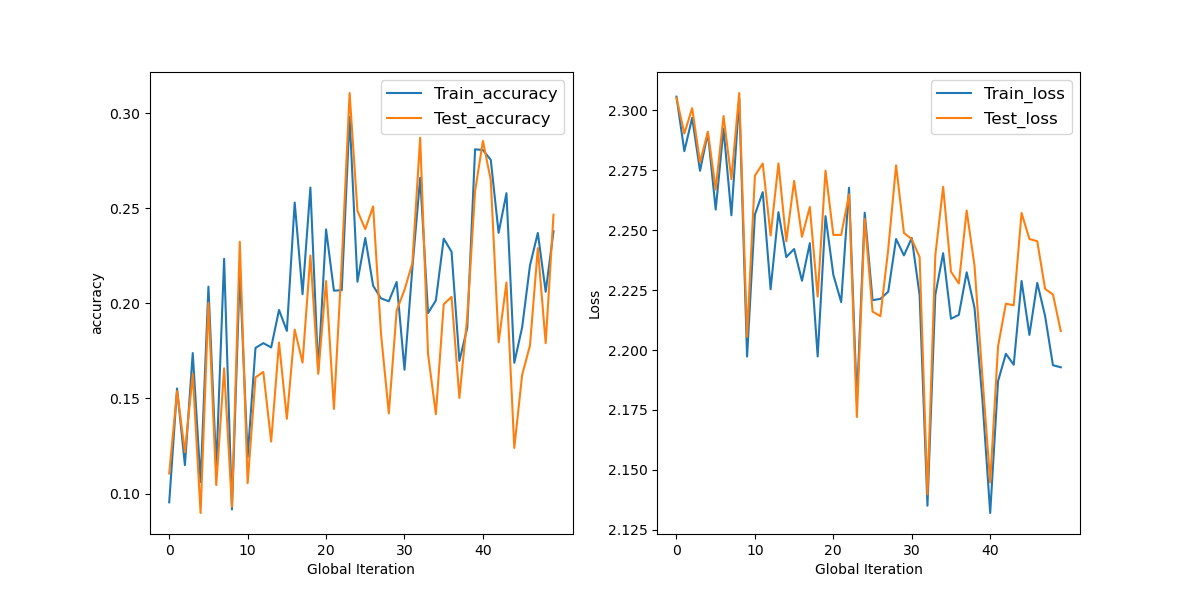 Train_accuracy
Test_accuracy
0.30
0.25
0.20
0.15
0.10
accuracy
0 10 20 30 40
Global Iteration
Train_loss
Test_loss
2.300
2.275
2.250
2.225
2.200
2.175
2.150
2.125
Loss
0 10 20 30 40
Global Iteration